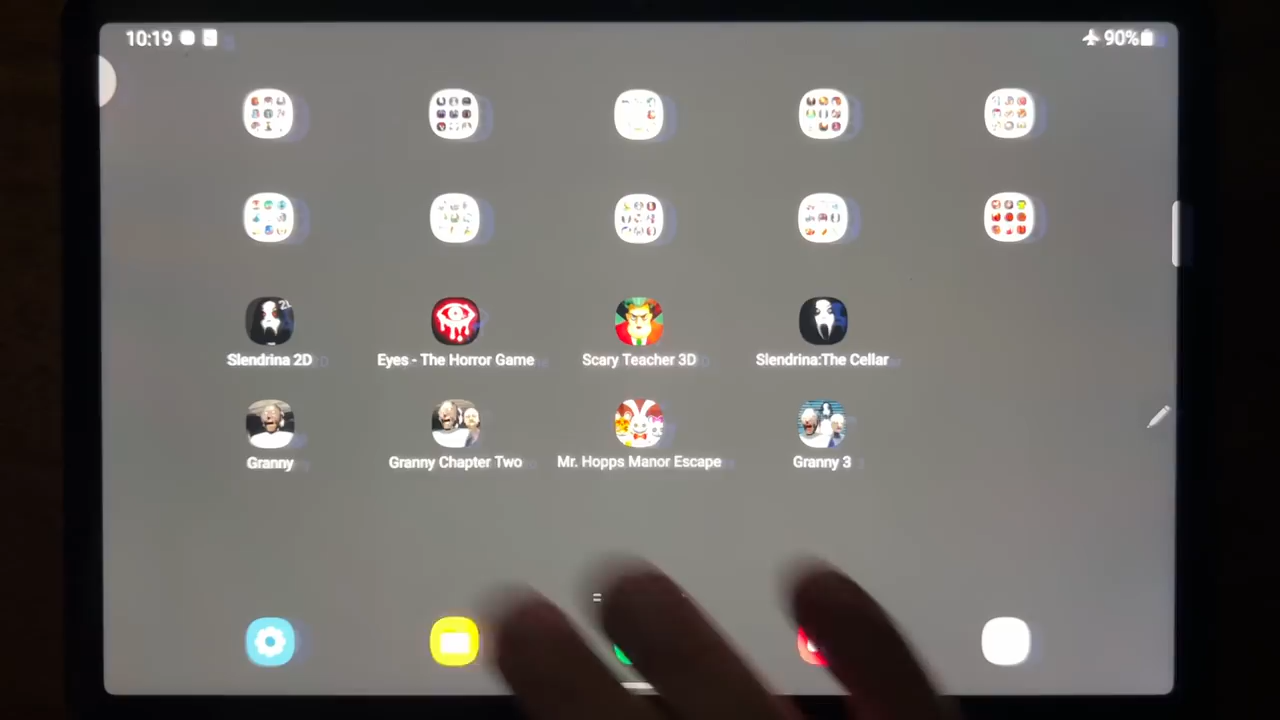 10:19 90%
Slendrina 2D Eyes - The Horror Game Scary Teacher 3D Slendrina:The Cellar
Granny Granny Chapter Two Mr. Hopps Manor Escape Granny 3